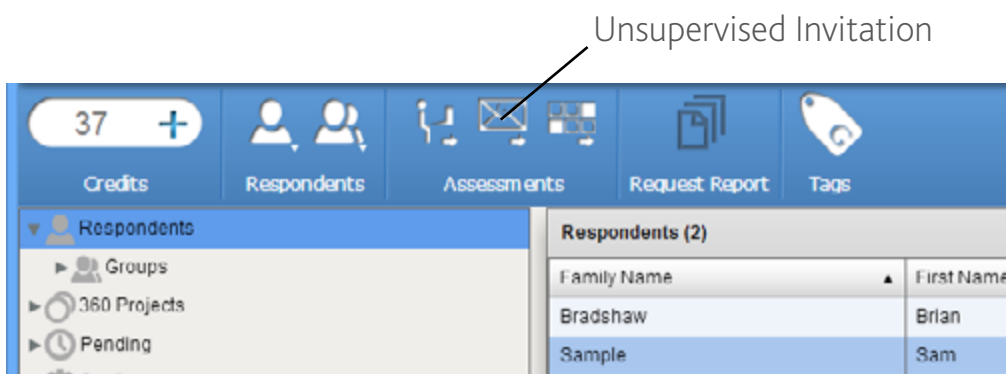 Unsupervised Invitation
37 +
Credits Respondents Assessments Request Report Tags
Respondents
Groups
360 Projects
Pending
Respondents (2)
Family Name First Name
Bradshaw Brian
Sample Sam